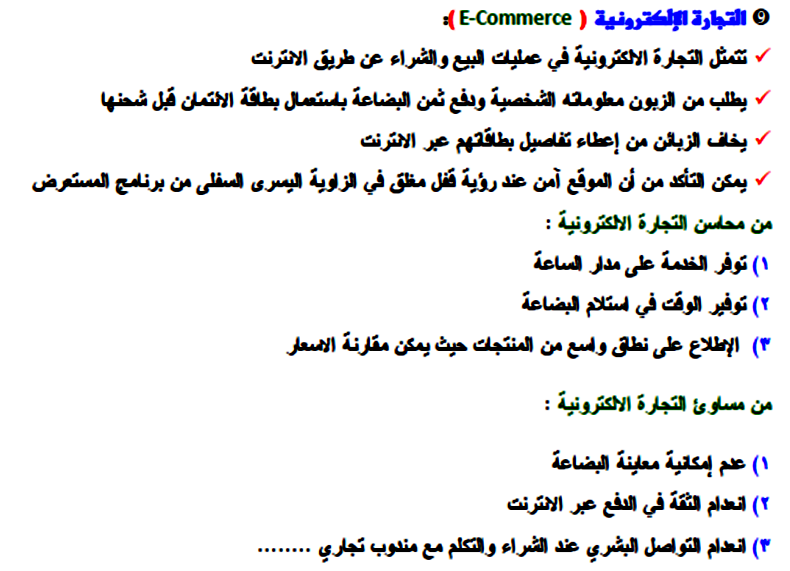 ❾ التجارة الإلكترونية ( E-Commerce ):
✓ تتمثل التجارة الالكترونية في عمليات البيع والشراء عن طريق الانترنت
✓ يطلب من الزبون معلوماته الشخصية ودفع ثمن البضاعة باستعمال بطاقة الائتمان قبل شحنها
✓ يخاف الزبائن من إعطاء تفاصيل بطاقاتهم عبر الانترنت
✓ يمكن التأكد من أن الموقع آمن عند رؤية قفل مغلق في الزاوية اليسرى السفلى من برنامج المستعرض
من محاسن التجارة الالكترونية :
١) توفر الخدمة على مدار الساعة
٢) توفير الوقت في استلام البضاعة
٣) الإطلاع على نطاق واسع من المنتجات حيث يمكن مقارنة الاسعار
من مساوئ التجارة الالكترونية :
١) عدم إمكانية معاينة البضاعة
٢) انعدام الثقة في الدفع عبر الانترنت
٣) انعدام التواصل البشري عند الشراء والتكلم مع مندوب تجاري ........